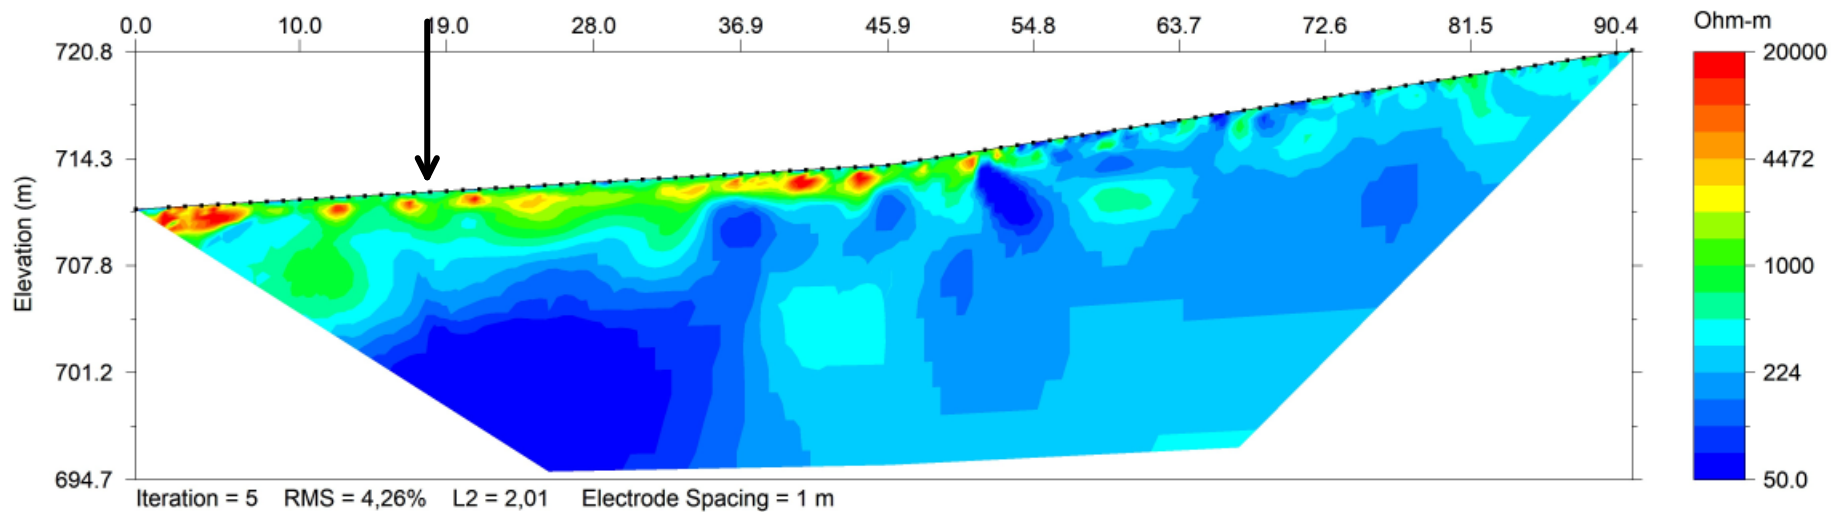 0.0 10.0 19.0 28.0 36.9 45.9 54.8 63.7 72.6 81.5 90.4
Ohm-m
720.8
714.3
707.8
701.2
694.7
Elevation (m)
20000
4472
1000
224
50.0
Iteration = 5 RMS = 4,26% L2 = 2,01 Electrode Spacing = 1 m